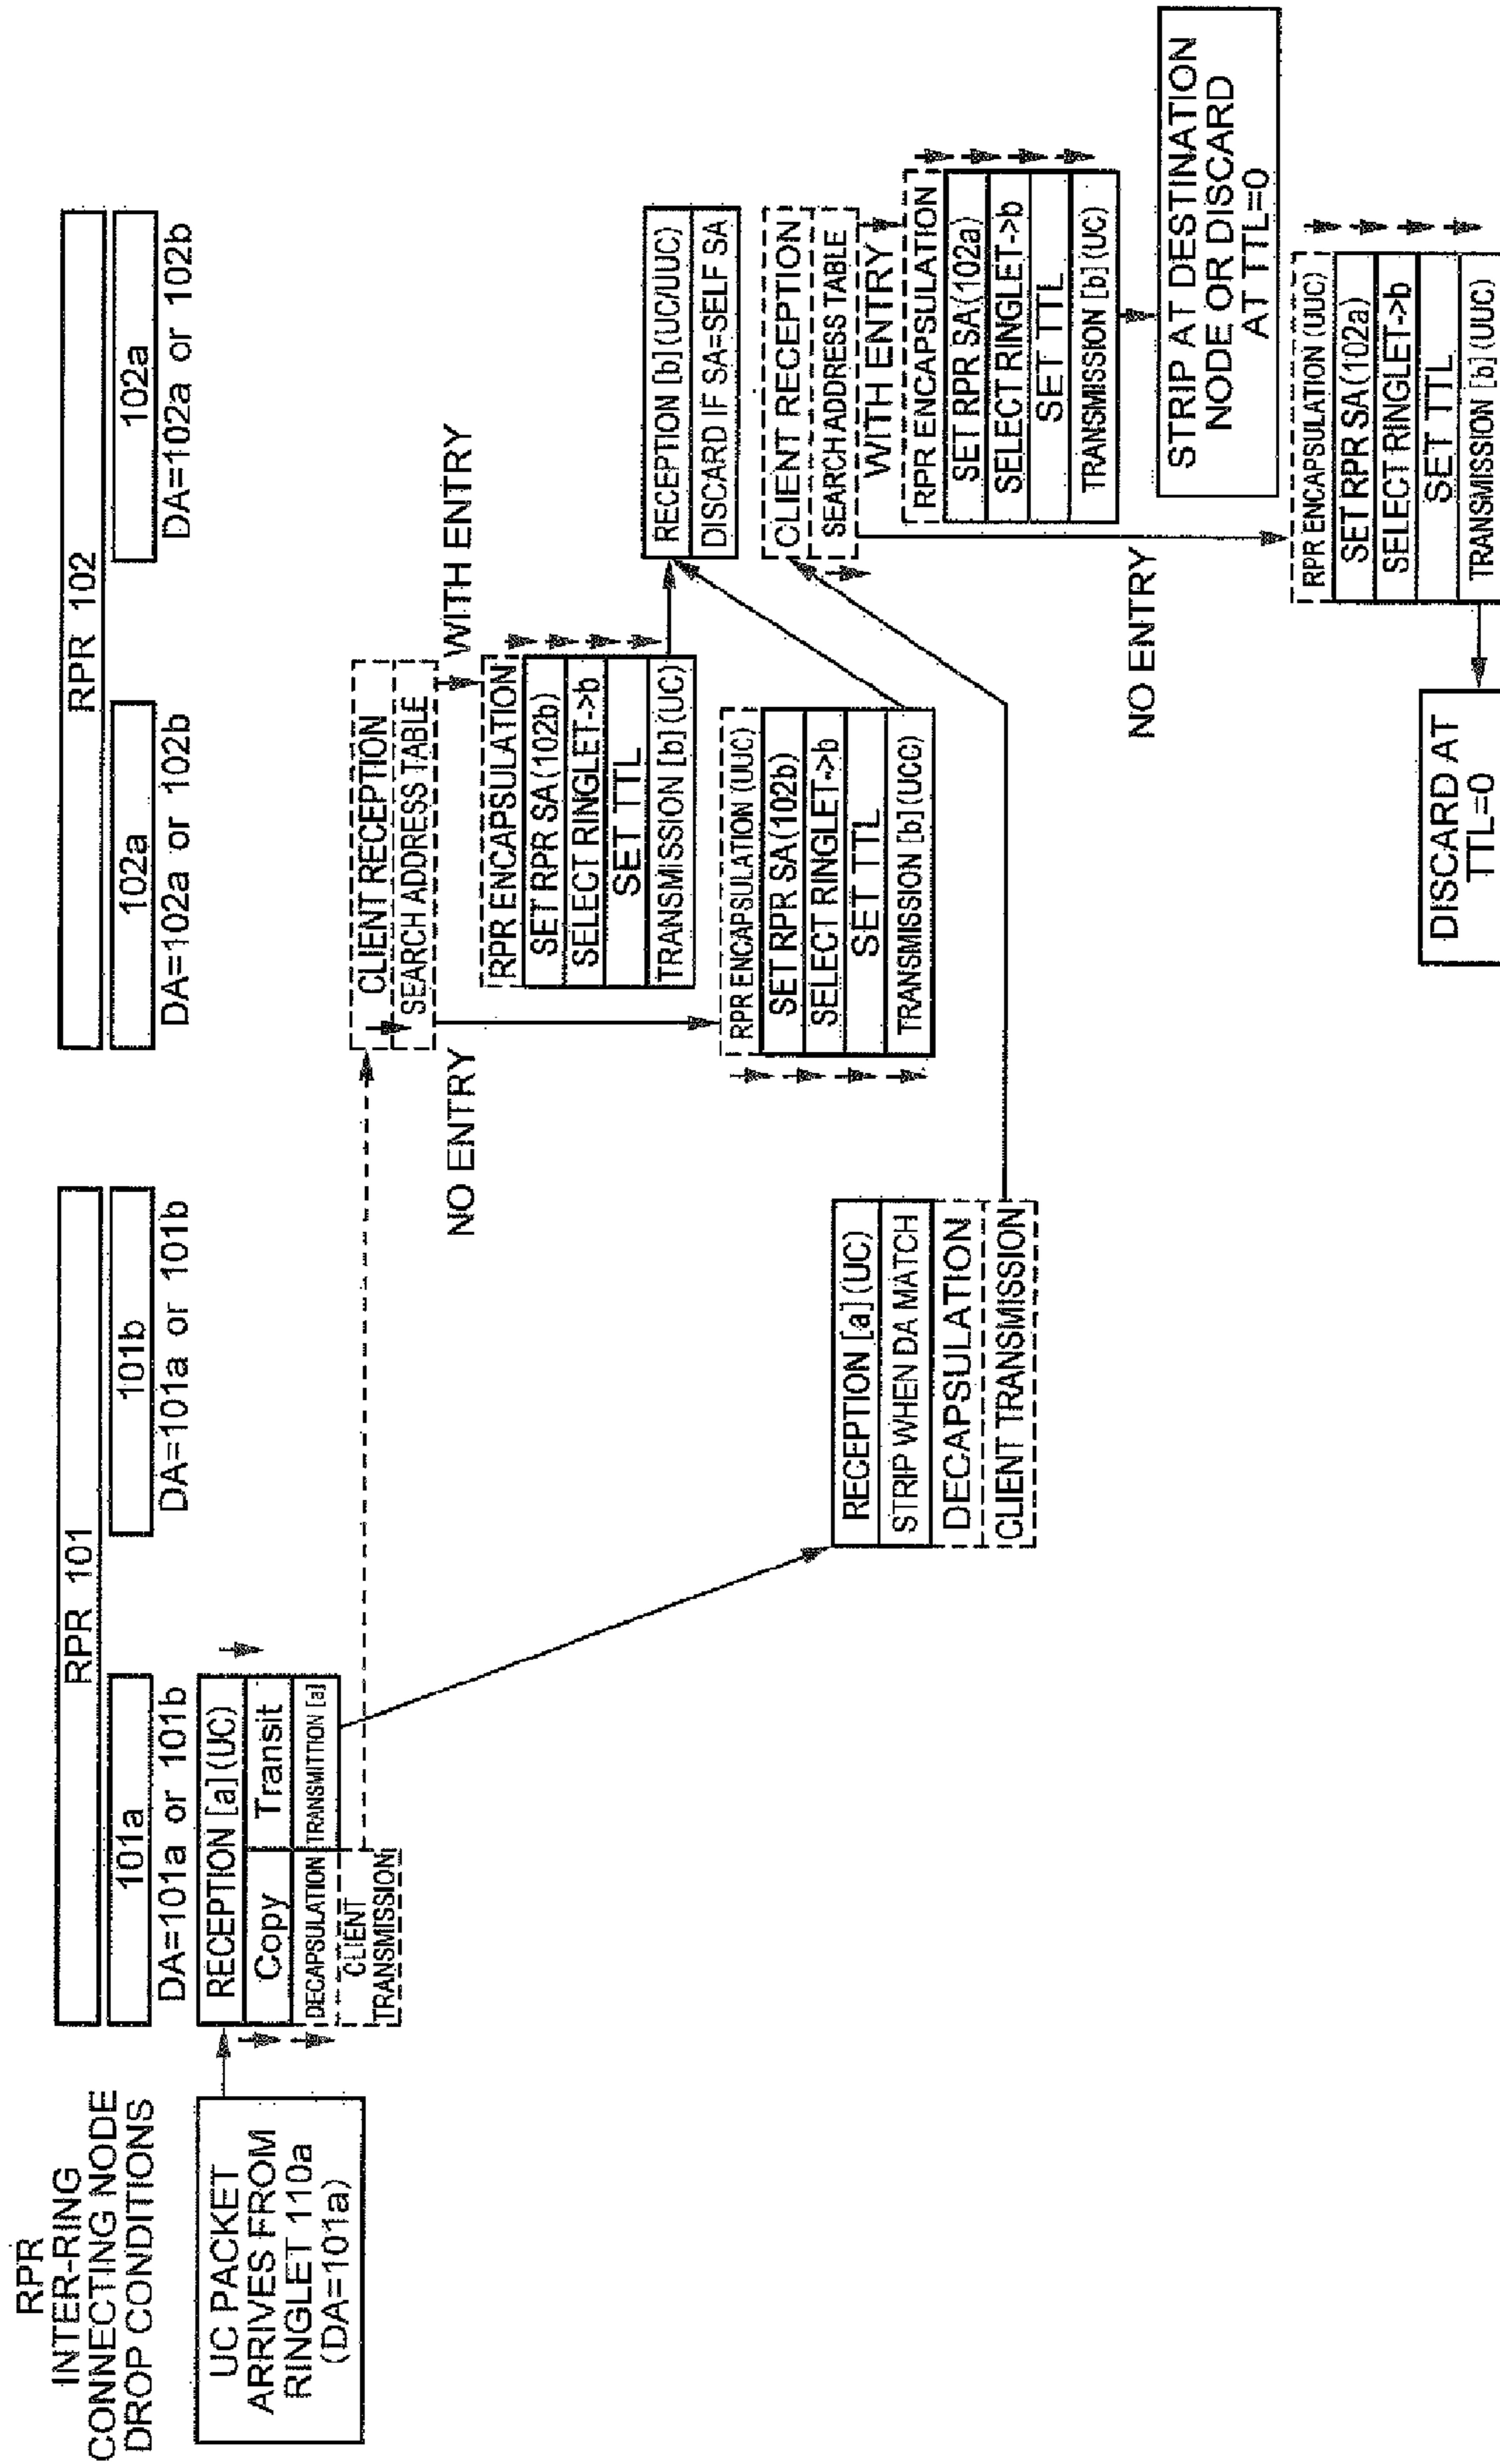 RPR
INTER-RING
CONNECTING NODE
DROP CONDITIONS
RPR 101
101a
DA=101a or 101b
101b
DA=101a or 101b
RPR 102
102a
DA=102a or 102b
102a
DA=102a or 102b
UC PACKET
ARRIVES FROM
RINGLET 110a
(DA=101a)
RECEPTION [a] (UC)
Copy
Transit
DECAPSULATION
TRANSMITTION [a]
CLIENT
TRANSMISSION
CLIENT RECEPTION
SEARCH ADDRESS TABLE
NO ENTRY
WITH ENTRY
RPR ENCAPSULATION
SET RPR SA(102b)
SELECT RINGLET->b
SET TTL
TRANSMISSION [b] (UC)
RPR ENCAPSULATION (UUC)
SET RPR SA(102b)
SELECT RINGLET->b
SET TTL
TRANSMISSION [b] (UCC)
RECEPTION [b] (UC/UUC)
DISCARD IF SA=SELF SA
RECEPTION [a] (UC)
STRIP WHEN DA MATCH
DECAPSULATION
CLIENT TRANSMISSION
CLIENT RECEPTION
SEARCH ADDRESS TABLE
WITH ENTRY
NO ENTRY
RPR ENCAPSULATION
SET RPR SA(102a)
SELECT RINGLET->b
SET TTL
TRANSMISSION [b] (UC)
STRIP AT DESTINATION
NODE OR DISCARD
AT TTL=0
RPR ENCAPSULATION (UUC)
SET RPR SA(102a)
SELECT RINGLET->b
SET TTL
TRANSMISSION [b] (UUC)
DISCARD AT
TTL=0